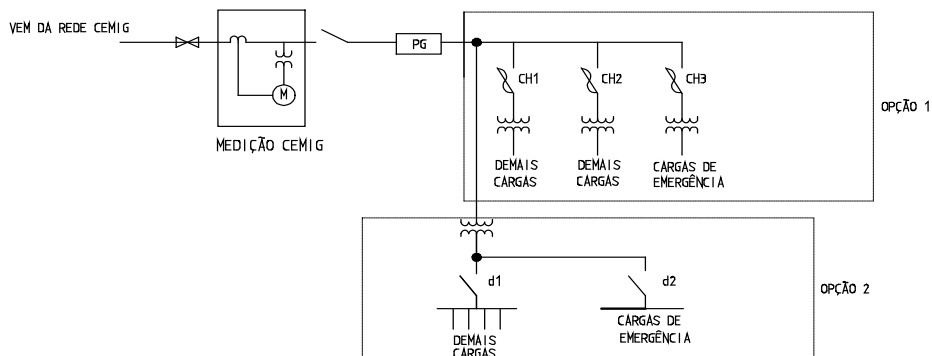 VEM DA REDE CEMIG
M
MEDIÇÃO CEMIG
PG
CH1
CH2
CH3
DEMAIS
CARGAS
DEMAIS
CARGAS
CARGAS DE
EMERGÊNCIA
OPÇÃO 1
d1
d2
DEMAIS
CARGAS
CARGAS DE
EMERGÊNCIA
OPÇÃO 2